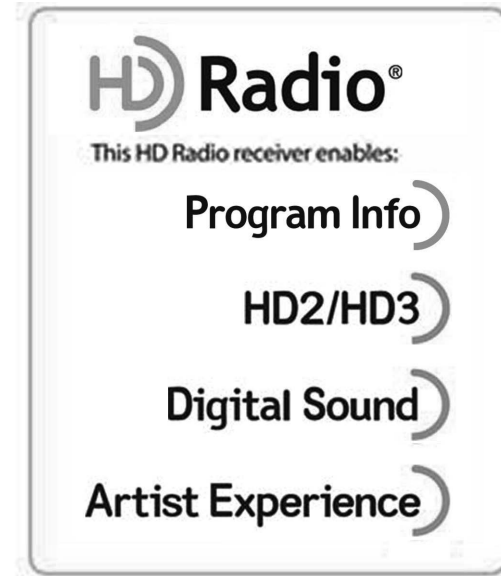 HD Radio®
This HD Radio receiver enables:
Program Info
HD2/HD3
Digital Sound
Artist Experience